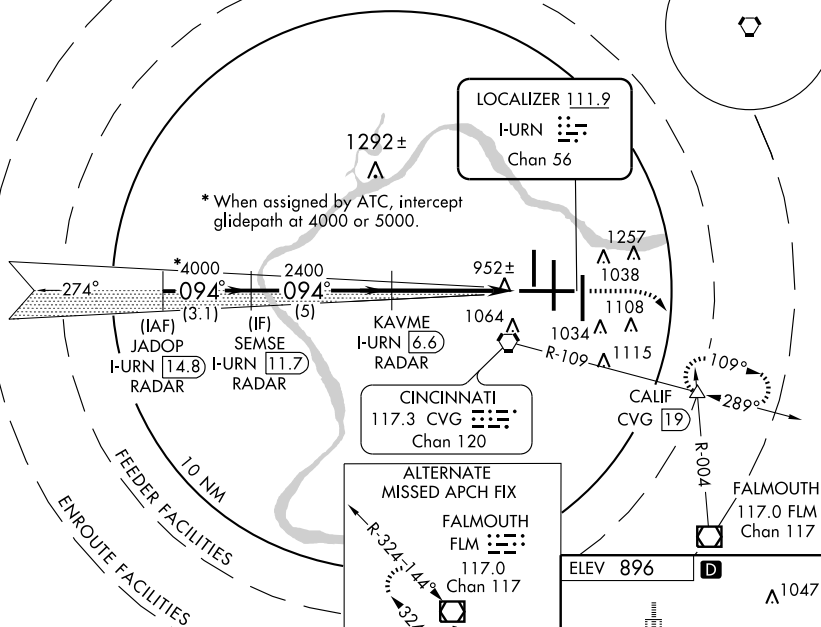 LOCALIZER 111.9
I-URN
Chan 56
1292 ±
* When assigned by ATC, intercept
glidepath at 4000 or 5000.
274°
*4000
094°
(3.1)
2400
094°
(5)
952±
1257
1038
1108
1034
1064
1115
(IAF)
JADOP
I-URN 14.8
RADAR
(IF)
SEMSE
I-URN 11.7
RADAR
KAVME
I-URN 6.6
RADAR
R-109
CINCINNATI
117.3 CVG
Chan 120
109°
289°
CALIF
CVG 19
R-004
FALMOUTH
117.0 FLM
Chan 117
10 NM
FEEDER FACILITIES
ENROUTE FACILITIES
ALTERNATE
MISSED APCH FIX
FALMOUTH
FLM
117.0
Chan 117
R-324
144°
ELEV 896
D
1047